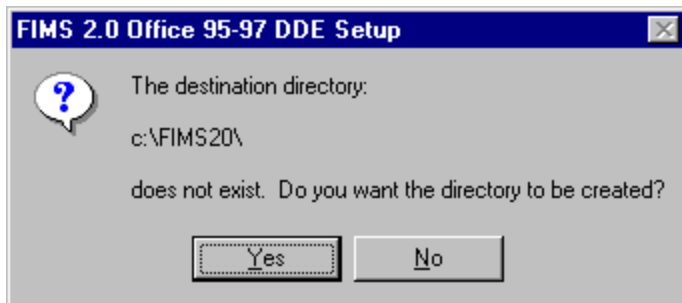 FIMS 2.0 Office 95-97 DDE Setup
The destination directory:
c:\FIMS20\
does not exist.  Do you want the directory to be created?
Yes
No